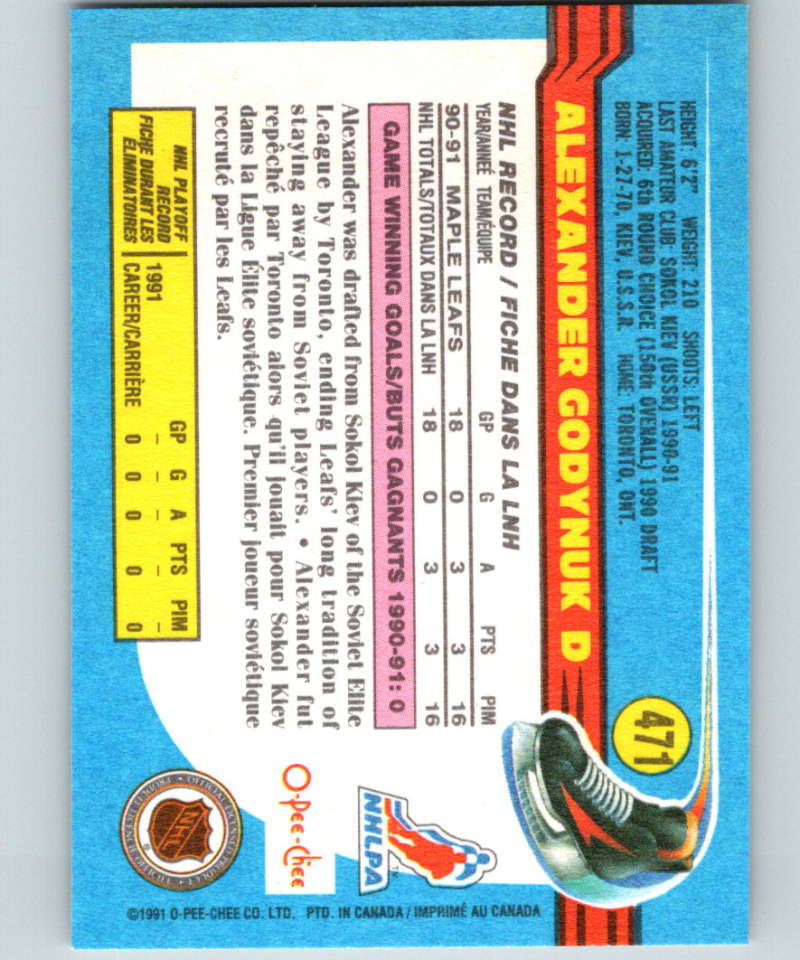 471
HEIGHT: 6'2" WEIGHT: 210 SHOOTS: LEFT
LAST AMATEUR CLUB: SOKOL KIEV (USSR) 1990-91
ACQUIRED: 6th ROUND CHOICE (150th OVERALL) 1990 DRAFT
BORN: 1-27-70, KIEV, U.S.S.R. HOME: TORONTO, ONT.
ALEXANDER GODYNUK D
NHL RECORD / FICHE DANS LA LNH
YEAR/ANNÉE TEAM/ÉQUIPE GP G A PTS PIM
90-91 MAPLE LEAFS 18 0 3 3 16
NHL TOTALS/TOTAUX DANS LA LNH 18 0 3 3 16
GAME WINNING GOALS/BUTS GAGNANTS 1990-91: 0
Alexander was drafted from Sokol Kiev of the Soviet Elite
League by Toronto, ending Leafs' long tradition of
staying away from Soviet players. • Alexander fut
repêché par Toronto alors qu'il jouait pour Sokol Kiev
dans la Ligue Élite soviétique. Premier joueur soviétique
recruté par les Leafs.
NHL PLAYOFF
RECORD
FICHE DURANT LES
ÉLIMINATOIRES
GP G A PTS PIM
1991 – – – – –
CAREER/CARRIÈRE 0 0 0 0 0
NHLPA
TM
O-Pee-Chee
NHL
®
©1991 O-PEE-CHEE CO. LTD. PTD. IN CANADA / IMPRIMÉ AU CANADA